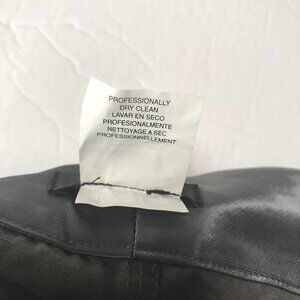 PROFESSIONALLY
DRY CLEAN
LAVAR EN SECO
PROFESIONALMENTE
NETTOYAGE A SEC
PROFESSIONNELLEMENT